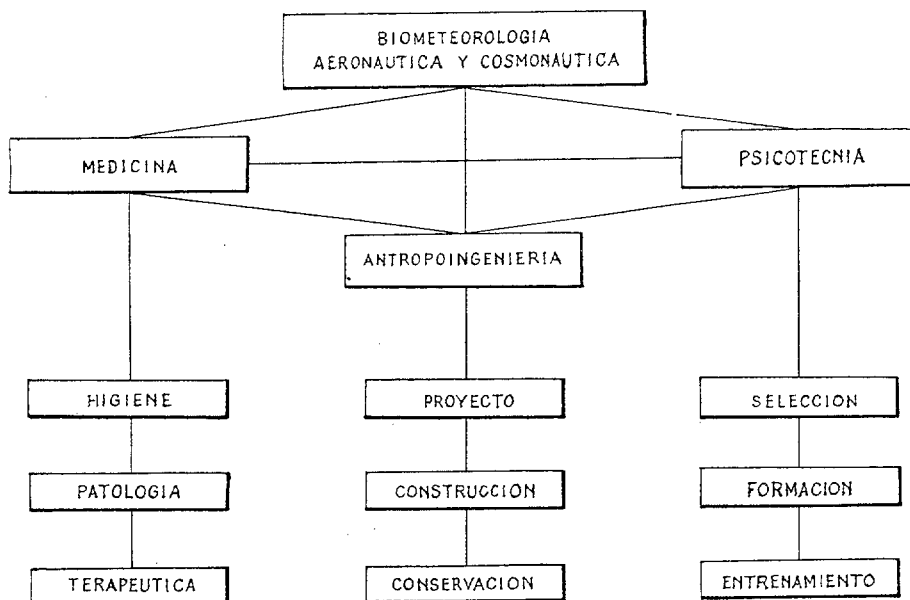 BIOMETEOROLOGIA
AERONAUTICA Y COSMONAUTICA
MEDICINA
PSICOTECNIA
ANTROPOINGENIERIA
HIGIENE
PROYECTO
SELECCION
PATOLOGIA
CONSTRUCCION
FORMACION
TERAPEUTICA
CONSERVACION
ENTRENAMIENTO